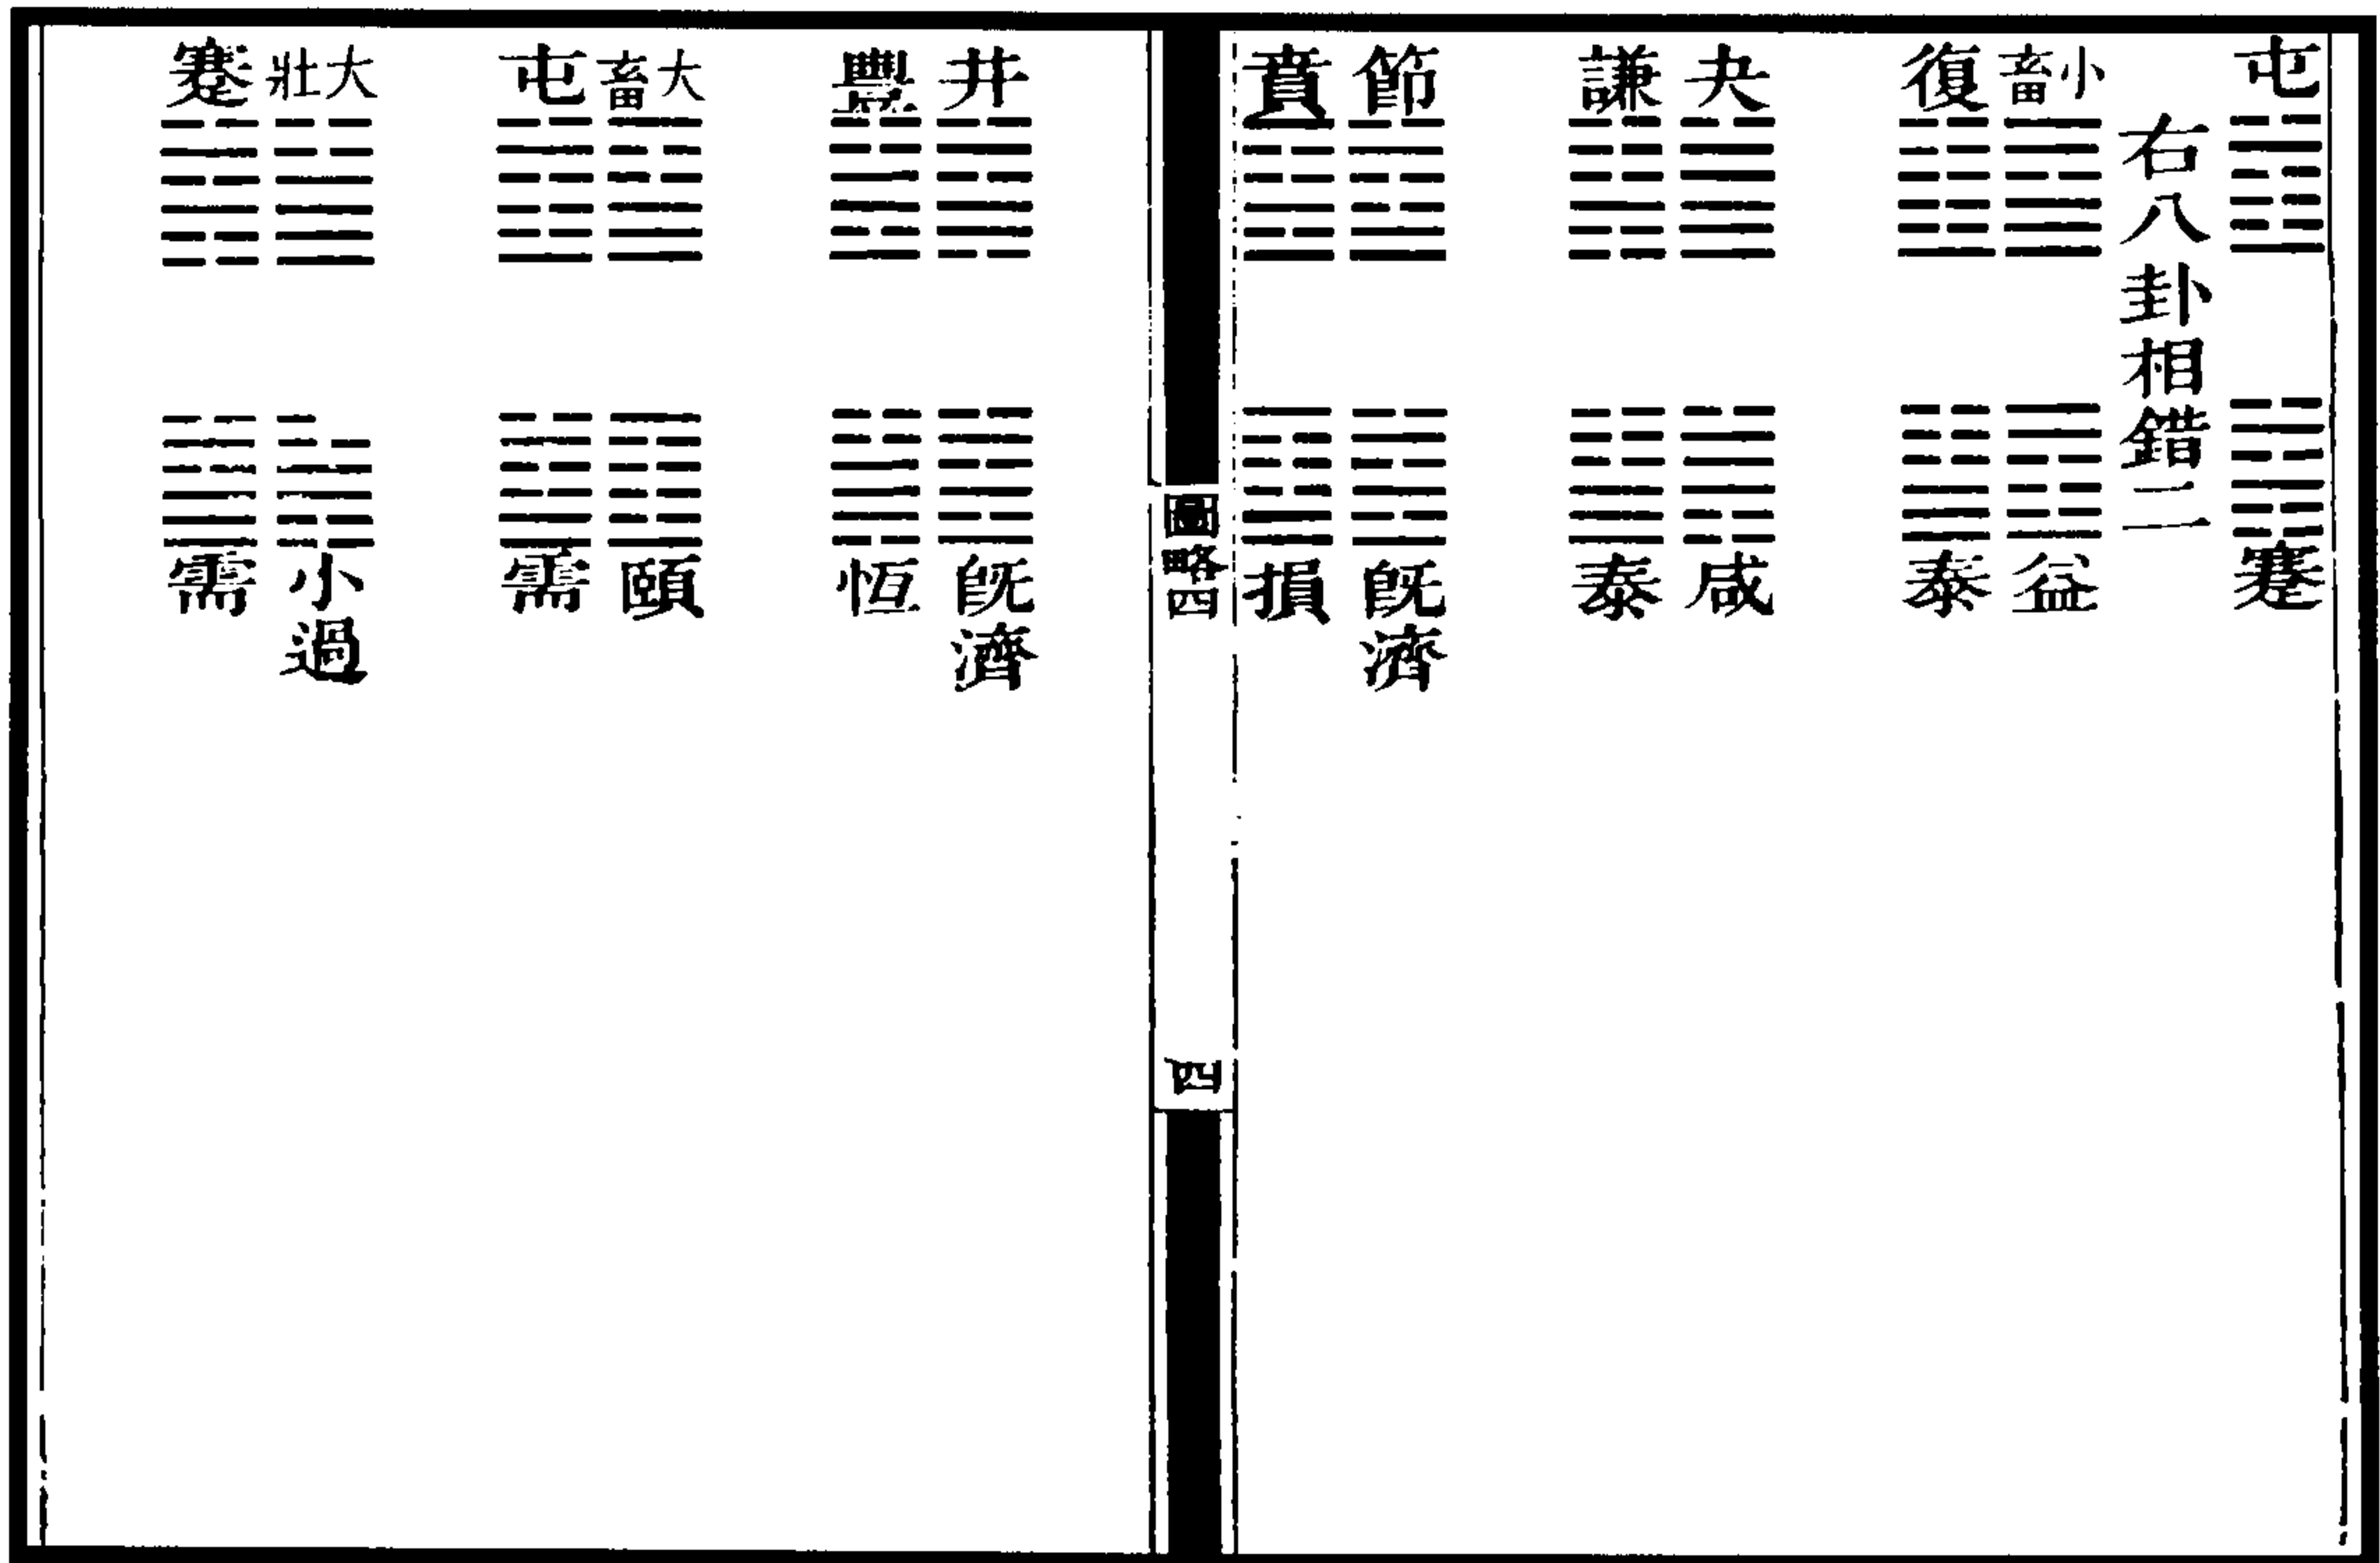 屯 蹇
右八卦相錯二
小畜 益
復 泰
夬 咸
謙 泰
節 旣濟
賁 損
圖略四 四
井 旣濟
豐 恆
大畜 頤
屯 需
大壯 小過
蹇 需